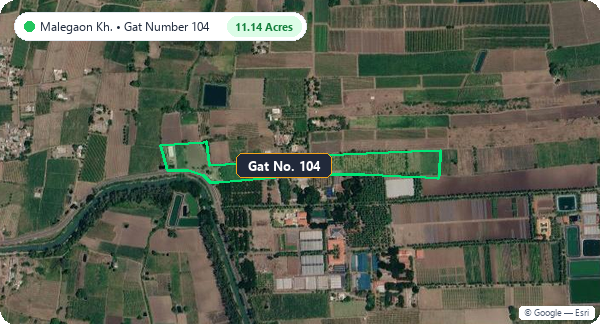 Malegaon Kh. • Gat Number 104 11.14 Acres
Gat No. 104
© Google — Esri